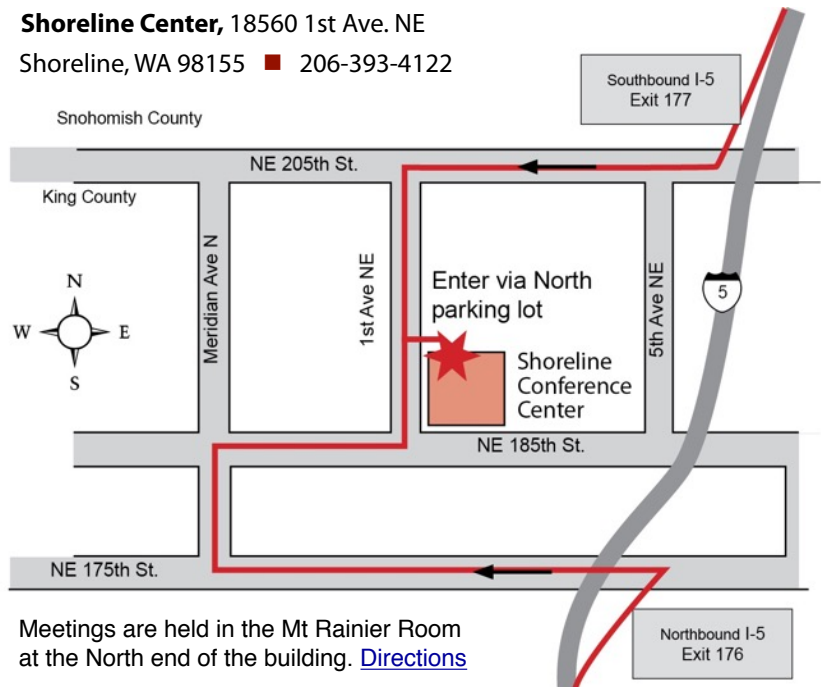 Shoreline Center, 18560 1st Ave. NE
Shoreline, WA 98155 ■ 206-393-4122
Southbound I-5
Exit 177
Snohomish County
NE 205th St.
King County
Meridian Ave N
1st Ave NE
Enter via North
parking lot
5th Ave NE
5
N
W
E
S
Shoreline
Conference
Center
NE 185th St.
NE 175th St.
Meetings are held in the Mt Rainier Room
at the North end of the building. Directions
Northbound I-5
Exit 176